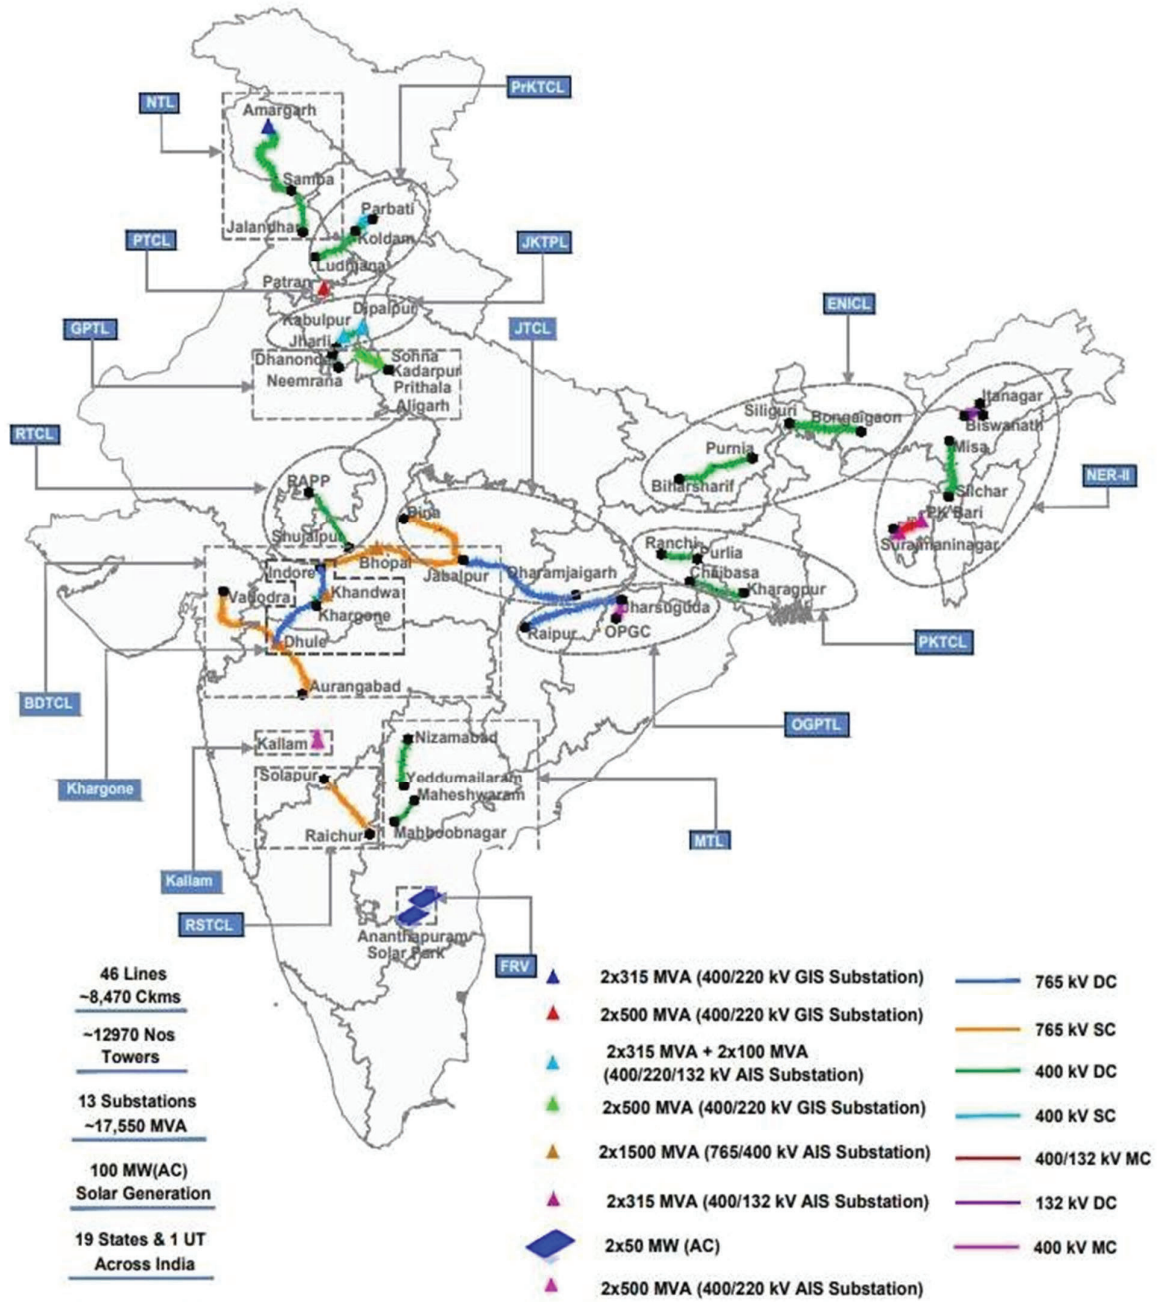 PrKTCL
NTL
Amargarh
Samba
Jalandhar
Parbati
Koldam
Ludhiana
PTCL
JKTPL
Patran
Dipalpur
Kabulpur
ENICL
GPTL
JTCL
Jharli
Dhanonda
Sohna
Neemrana
Kadarpur
Prithala
Aligarh
Itanagar
Siliguri
Bongaigaon
Biswanath
RTCL
Misa
Purnia
NER-II
RAPP
Biharsharif
Silchar
Bina
PK Bari
Shujalpur
Surajmaninagar
Ranchi
Purlia
Bhopal
Indore
Jabalpur
Dharamjaigarh
Chaibasa
Kharagpur
Vadodra
Khandwa
Khargone
Jharsuguda
Raipur
OPGC
Dhule
PKTCL
Aurangabad
BDTCL
OGPTL
Kallam
Nizamabad
Solapur
Yeddumailaram
Khargone
Maheshwaram
Raichur
Mahboobnagar
MTL
Kallam
RSTCL
Ananthapuram
Solar Park
FRV
46 Lines
~8,470 Ckms
~12970 Nos
Towers
13 Substations
~17,550 MVA
100 MW(AC)
Solar Generation
19 States & 1 UT
Across India
2x315 MVA (400/220 kV GIS Substation)
2x500 MVA (400/220 kV GIS Substation)
2x315 MVA + 2x100 MVA
(400/220/132 kV AIS Substation)
2x500 MVA (400/220 kV GIS Substation)
2x1500 MVA (765/400 kV AIS Substation)
2x315 MVA (400/132 kV AIS Substation)
2x50 MW (AC)
2x500 MVA (400/220 kV AIS Substation)
765 kV DC
765 kV SC
400 kV DC
400 kV SC
400/132 kV MC
132 kV DC
400 kV MC